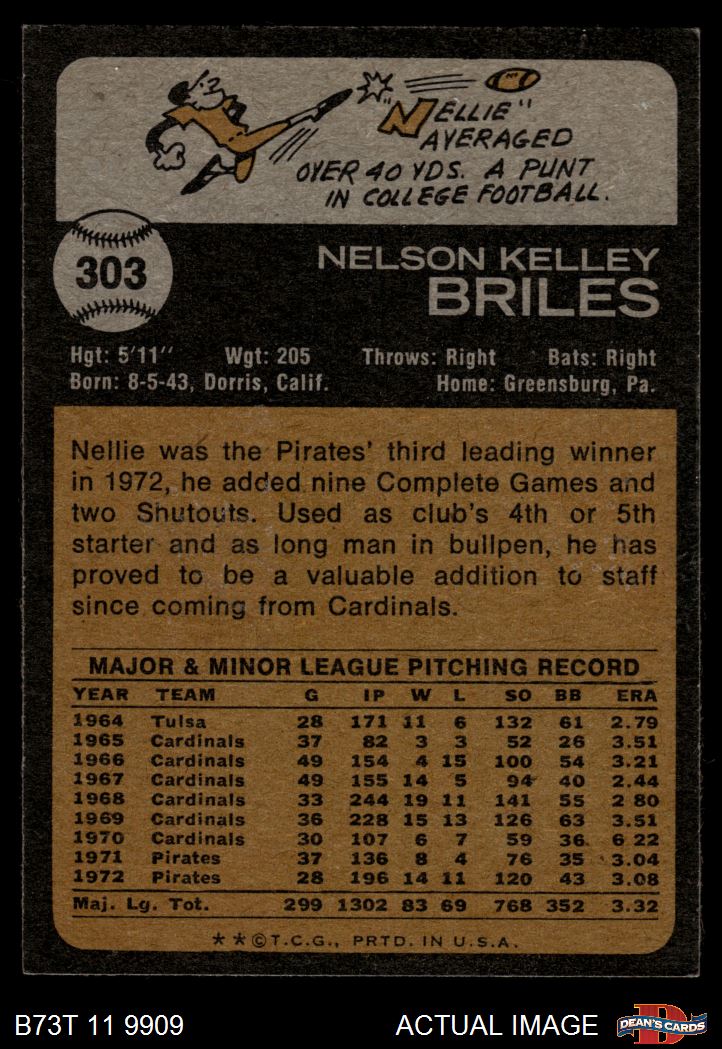 "NELLIE"
AVERAGED
OVER 40 YDS. A PUNT
IN COLLEGE FOOTBALL.
303
NELSON KELLEY
BRILES
Hgt: 5'11" Wgt: 205 Throws: Right Bats: Right
Born: 8-5-43, Dorris, Calif. Home: Greensburg, Pa.
Nellie was the Pirates' third leading winner
in 1972, he added nine Complete Games and
two Shutouts. Used as club's 4th or 5th
starter and as long man in bullpen, he has
proved to be a valuable addition to staff
since coming from Cardinals.
MAJOR & MINOR LEAGUE PITCHING RECORD
YEAR TEAM G IP W L SO BB ERA
1964 Tulsa 28 171 11 6 132 61 2.79
1965 Cardinals 37 82 3 3 52 26 3.51
1966 Cardinals 49 154 4 15 100 54 3.21
1967 Cardinals 49 155 14 5 94 40 2.44
1968 Cardinals 33 244 19 11 141 55 2 80
1969 Cardinals 36 228 15 13 126 63 3.51
1970 Cardinals 30 107 6 7 59 36 6 22
1971 Pirates 37 136 8 4 76 35 3.04
1972 Pirates 28 196 14 11 120 43 3.08
Maj. Lg. Tot. 299 1302 83 69 768 352 3.32
**©T.C.G., PRTD. IN U.S.A.
B73T 11 9909 ACTUAL IMAGE
D
DEAN'S CARDS